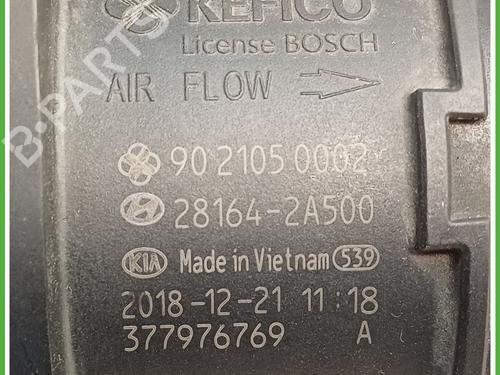 KEFICO
License BOSCH
AIR FLOW
90 2105 0002
28164-2A500
KIA Made in Vietnam 539
2018-12-21 11:18
377976769 A
B-PARTS